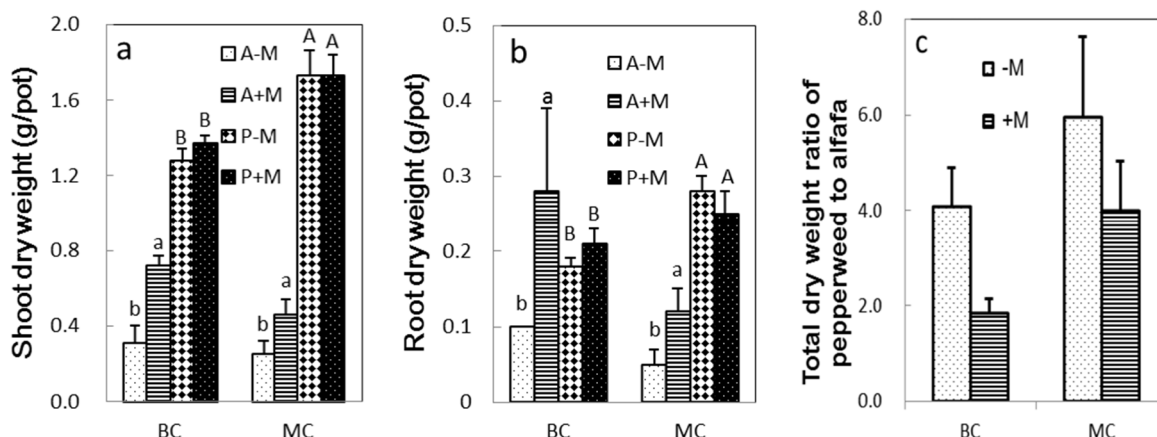 a
Shoot dry weight (g/pot)
2.0
1.6
1.2
0.8
0.4
0.0
A-M
A+M
P-M
P+M
b
a
B
B
b
a
A
A
BC
MC
b
Root dry weight (g/pot)
0.5
0.4
0.3
0.2
0.1
0
A-M
A+M
P-M
P+M
b
a
B
B
b
a
A
A
BC
MC
c
Total dry weight ratio of
pepperweed to alfafa
8.0
6.0
4.0
2.0
0.0
-M
+M
BC
MC